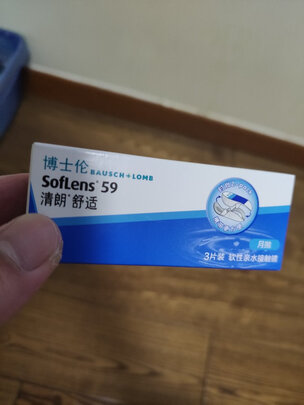 博士伦
BAUSCH + LOMB
SofLens 59
清朗 舒适
月抛
3片装 软性亲水接触镜